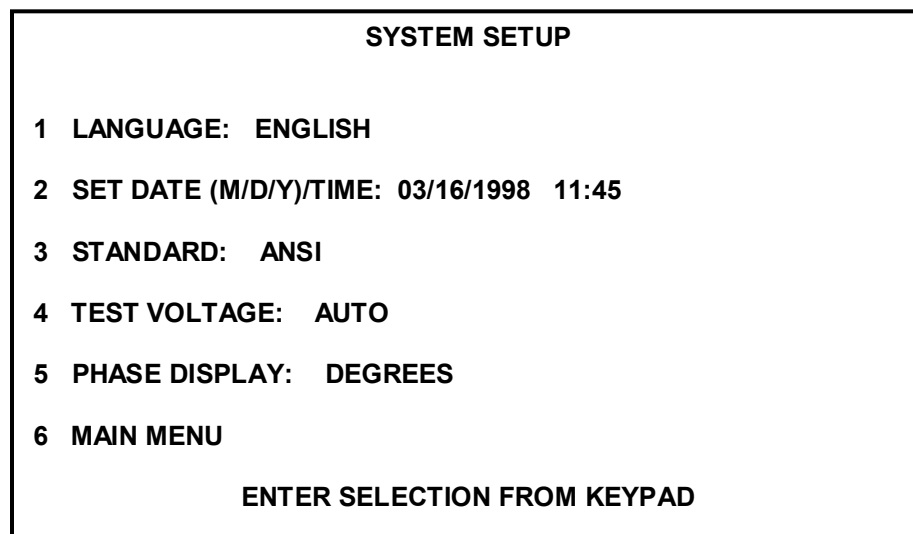 SYSTEM SETUP
1 LANGUAGE: ENGLISH
2 SET DATE (M/D/Y)/TIME: 03/16/1998 11:45
3 STANDARD: ANSI
4 TEST VOLTAGE: AUTO
5 PHASE DISPLAY: DEGREES
6 MAIN MENU
ENTER SELECTION FROM KEYPAD